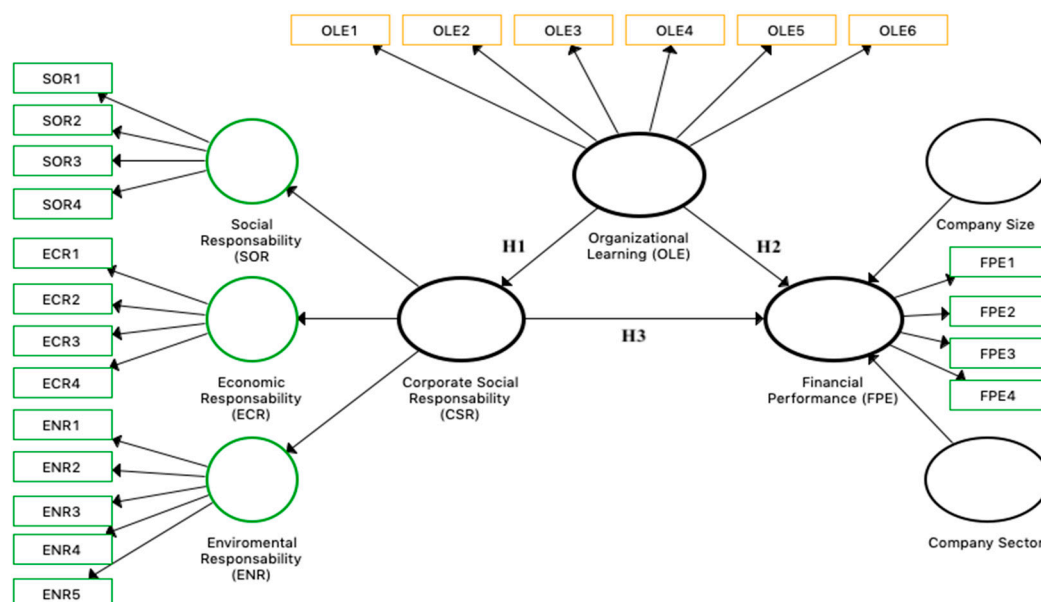 OLE1
OLE2
OLE3
OLE4
OLE5
OLE6
SOR1
SOR2
SOR3
SOR4
Social
Responsability
(SOR
Organizational
Learning (OLE)
Company Size
H1
H2
H3
ECR1
ECR2
ECR3
ECR4
Economic
Responsability
(ECR)
Corporate Social
Responsability
(CSR)
Financial
Performance (FPE)
FPE1
FPE2
FPE3
FPE4
ENR1
ENR2
ENR3
ENR4
ENR5
Enviromental
Responsability
(ENR)
Company Sector